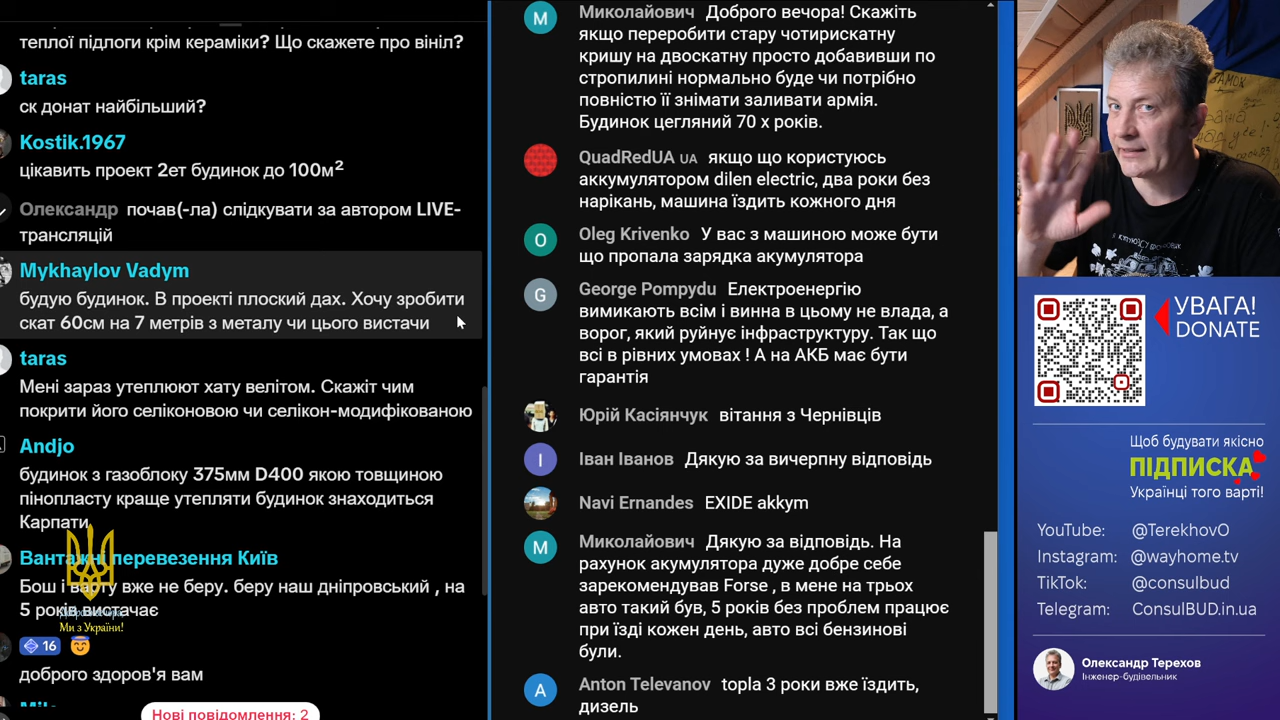 теплої підлоги крім кераміки? Що скажете про вініл?
taras
ск донат найбільший?
Kostik.1967
цікавить проект 2ет будинок до 100м²
Олександр почав(-ла) слідкувати за автором LIVE-
трансляцій
Mykhaylov Vadym
будую будинок. В проекті плоский дах. Хочу зробити
скат 60см на 7 метрів з металу чи цього вистачи
taras
Мені зараз утеплюют хату велітом. Скажіт чим
покрити його селіконовою чи селікон-модифікованою
Andjo
будинок з газоблоку 375мм D400 якою товщиною
пінопласту краще утепляти будинок знаходиться
Карпати
Вантажні перевезення Київ
Бош і варту вже не беру. беру наш дніпровський , на
5 років вистачає
Ми з України!
16
доброго здоров'я вам
Нові повідомлення: 2
Миколайович Доброго вечора! Скажіть
якщо переробити стару чотирискатну
кришу на двоскатну просто добавивши по
стропилині нормально буде чи потрібно
повністю її знімати заливати армія.
Будинок цегляний 70 х років.
QuadRedUA UA якщо що користуюсь
аккумулятором dilen electric, два роки без
нарікань, машина їздить кожного дня
Oleg Krivenko У вас з машиною може бути
що пропала зарядка акумулятора
George Pompydu Електроенергію
вимикають всім і винна в цьому не влада, а
ворог, який руйнує інфраструктуру. Так що
всі в рівних умовах ! А на АКБ має бути
гарантія
Юрій Касіянчук вітання з Чернівців
Іван Іванов Дякую за вичерпну відповідь
Navi Ernandes EXIDE akkym
Миколайович Дякую за відповідь. На
рахунок акумулятора дуже добре себе
зарекомендував Forse , в мене на трьох
авто такий був, 5 років без проблем працює
при їзді кожен день, авто всі бензинові
були.
Anton Televanov topla 3 роки вже їздить,
дизель
УВАГА!
DONATE
Щоб будувати якісно
ПІДПИСКА
Українці того варті!
YouTube: @TerekhovO
Instagram: @wayhome.tv
TikTok: @consulbud
Telegram: ConsulBUD.in.ua
Олександр Терехов
Інженер-будівельник